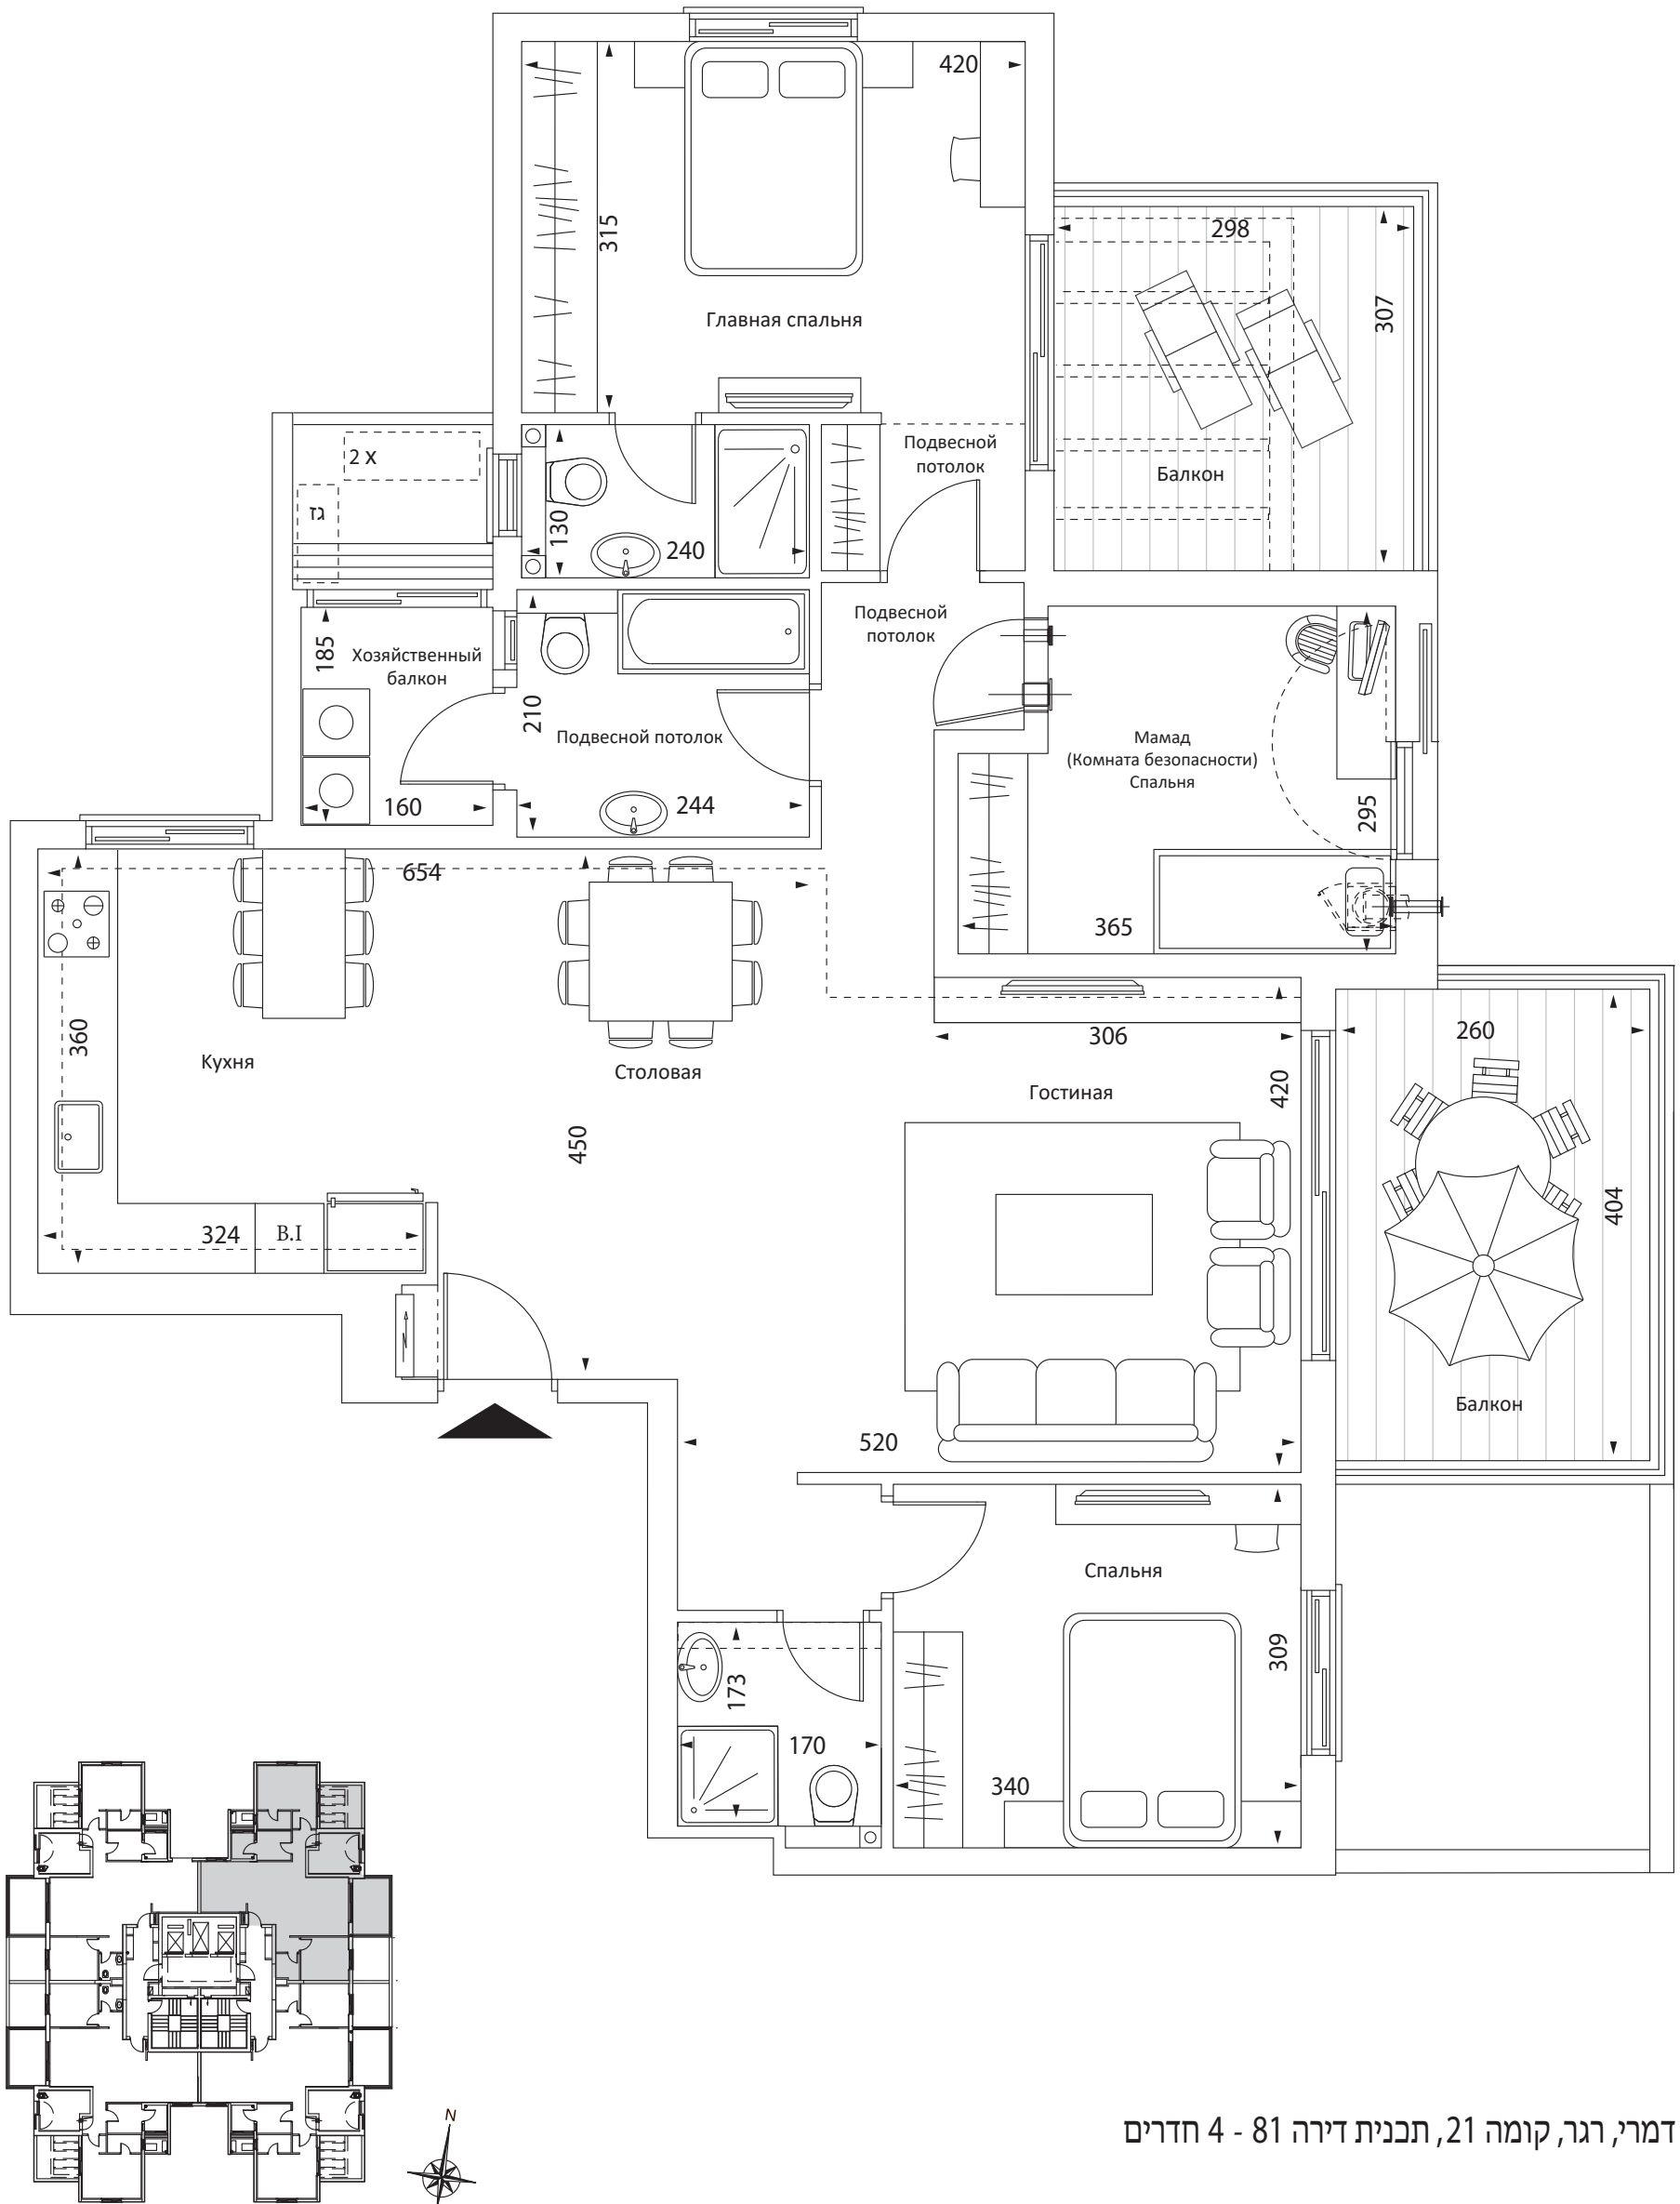 420
315
298
307
Главная спальня
Подвесной
потолок
Балкон
2 x
גז
130
240
Подвесной
потолок
185
Хозяйственный
балкон
210
Подвесной потолок
Мамад
(Комната безопасности)
Спальня
160
244
295
654
365
360
306
260
Кухня
Столовая
Гостиная
420
450
404
324
B.I
Балкон
520
Спальня
309
173
170
340
N
דמרי, רגר, קומה 21, תכנית דירה 81 - 4 חדרים